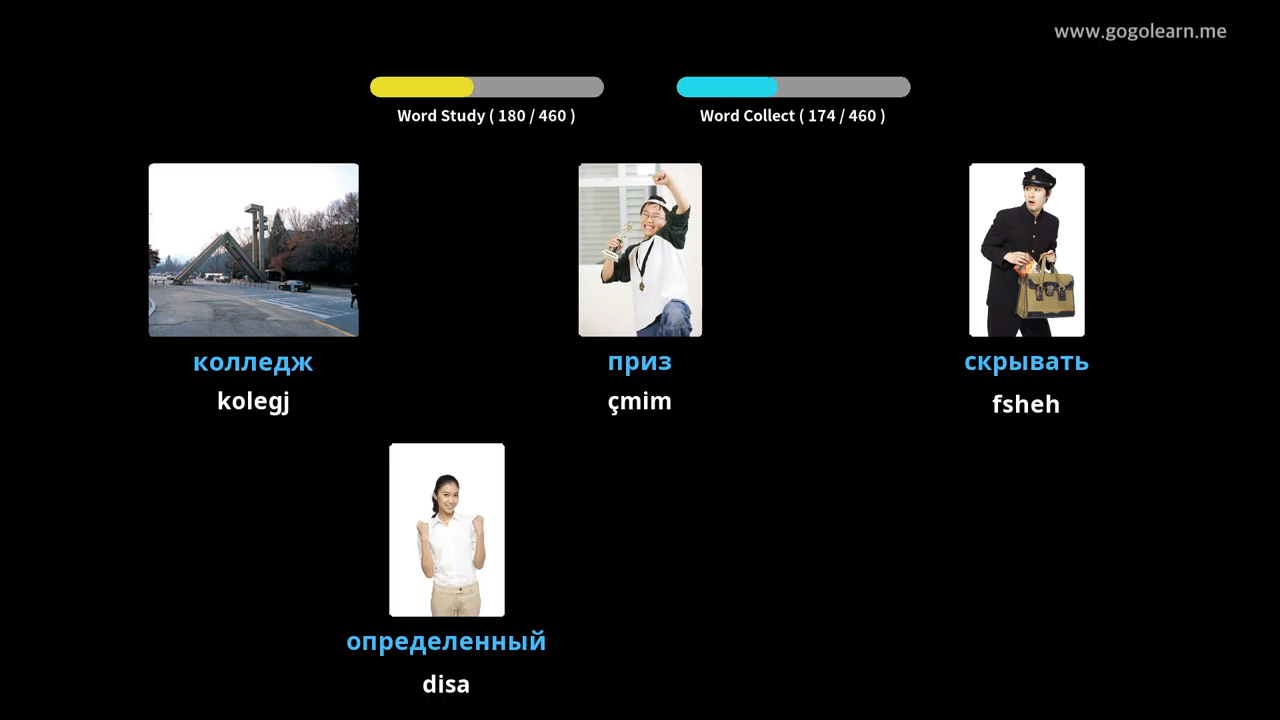 www.gogolearn.me
Word Study ( 180 / 460 )
Word Collect ( 174 / 460 )
колледж
приз
скрывать
kolegj
çmim
fsheh
определенный
disa